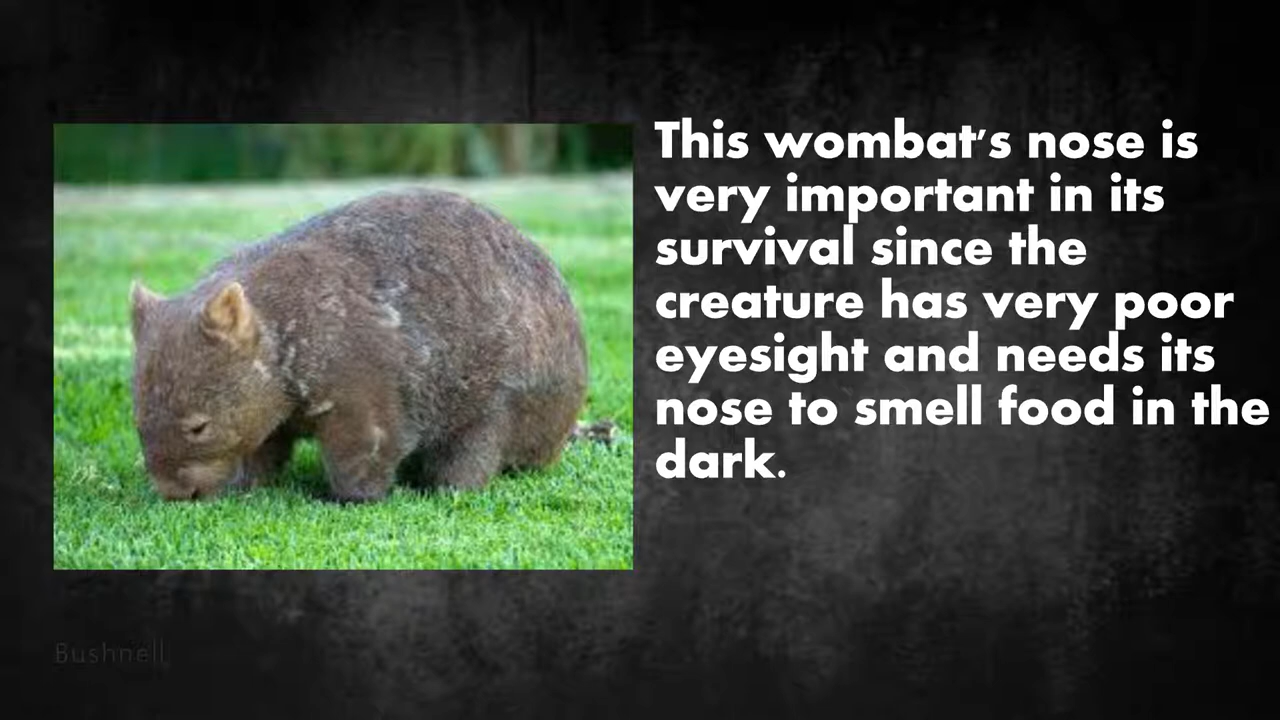 This wombat's nose is
very important in its
survival since the
creature has very poor
eyesight and needs its
nose to smell food in the
dark.
Bushnell